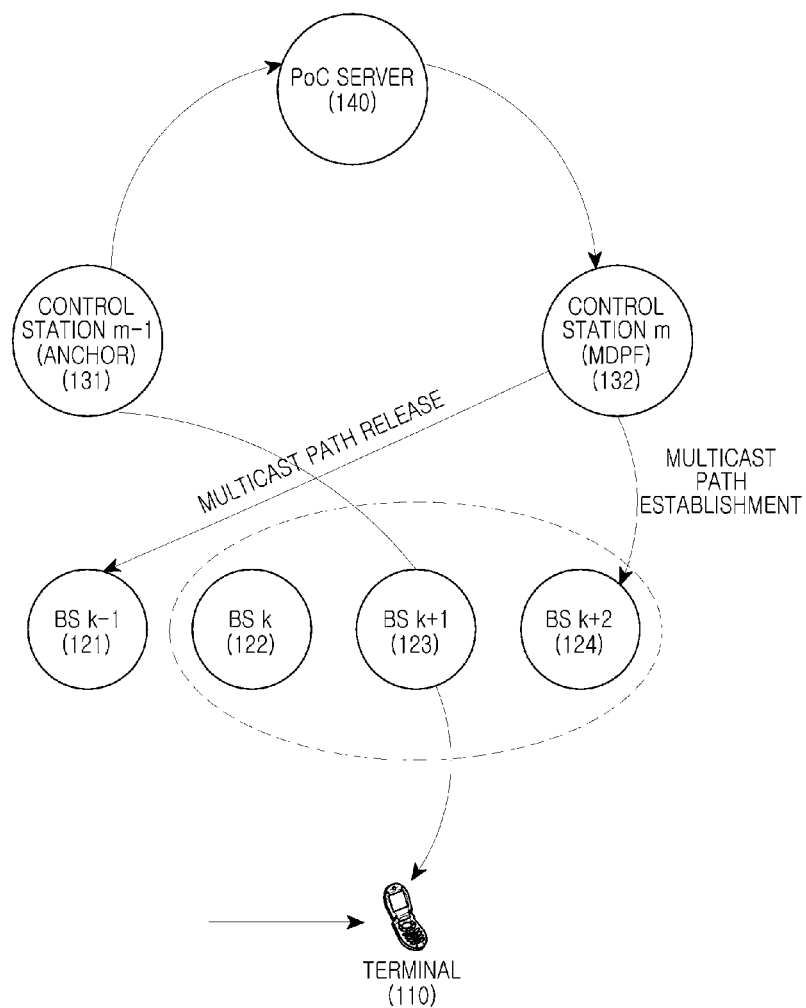 PoC SERVER
(140)
CONTROL
STATION m-1
(ANCHOR)
(131)
CONTROL
STATION m
(MDPF)
(132)
MULTICAST PATH RELEASE
MULTICAST
PATH
ESTABLISHMENT
BS k-1
(121)
BS k
(122)
BS k+1
(123)
BS k+2
(124)
TERMINAL
(110)